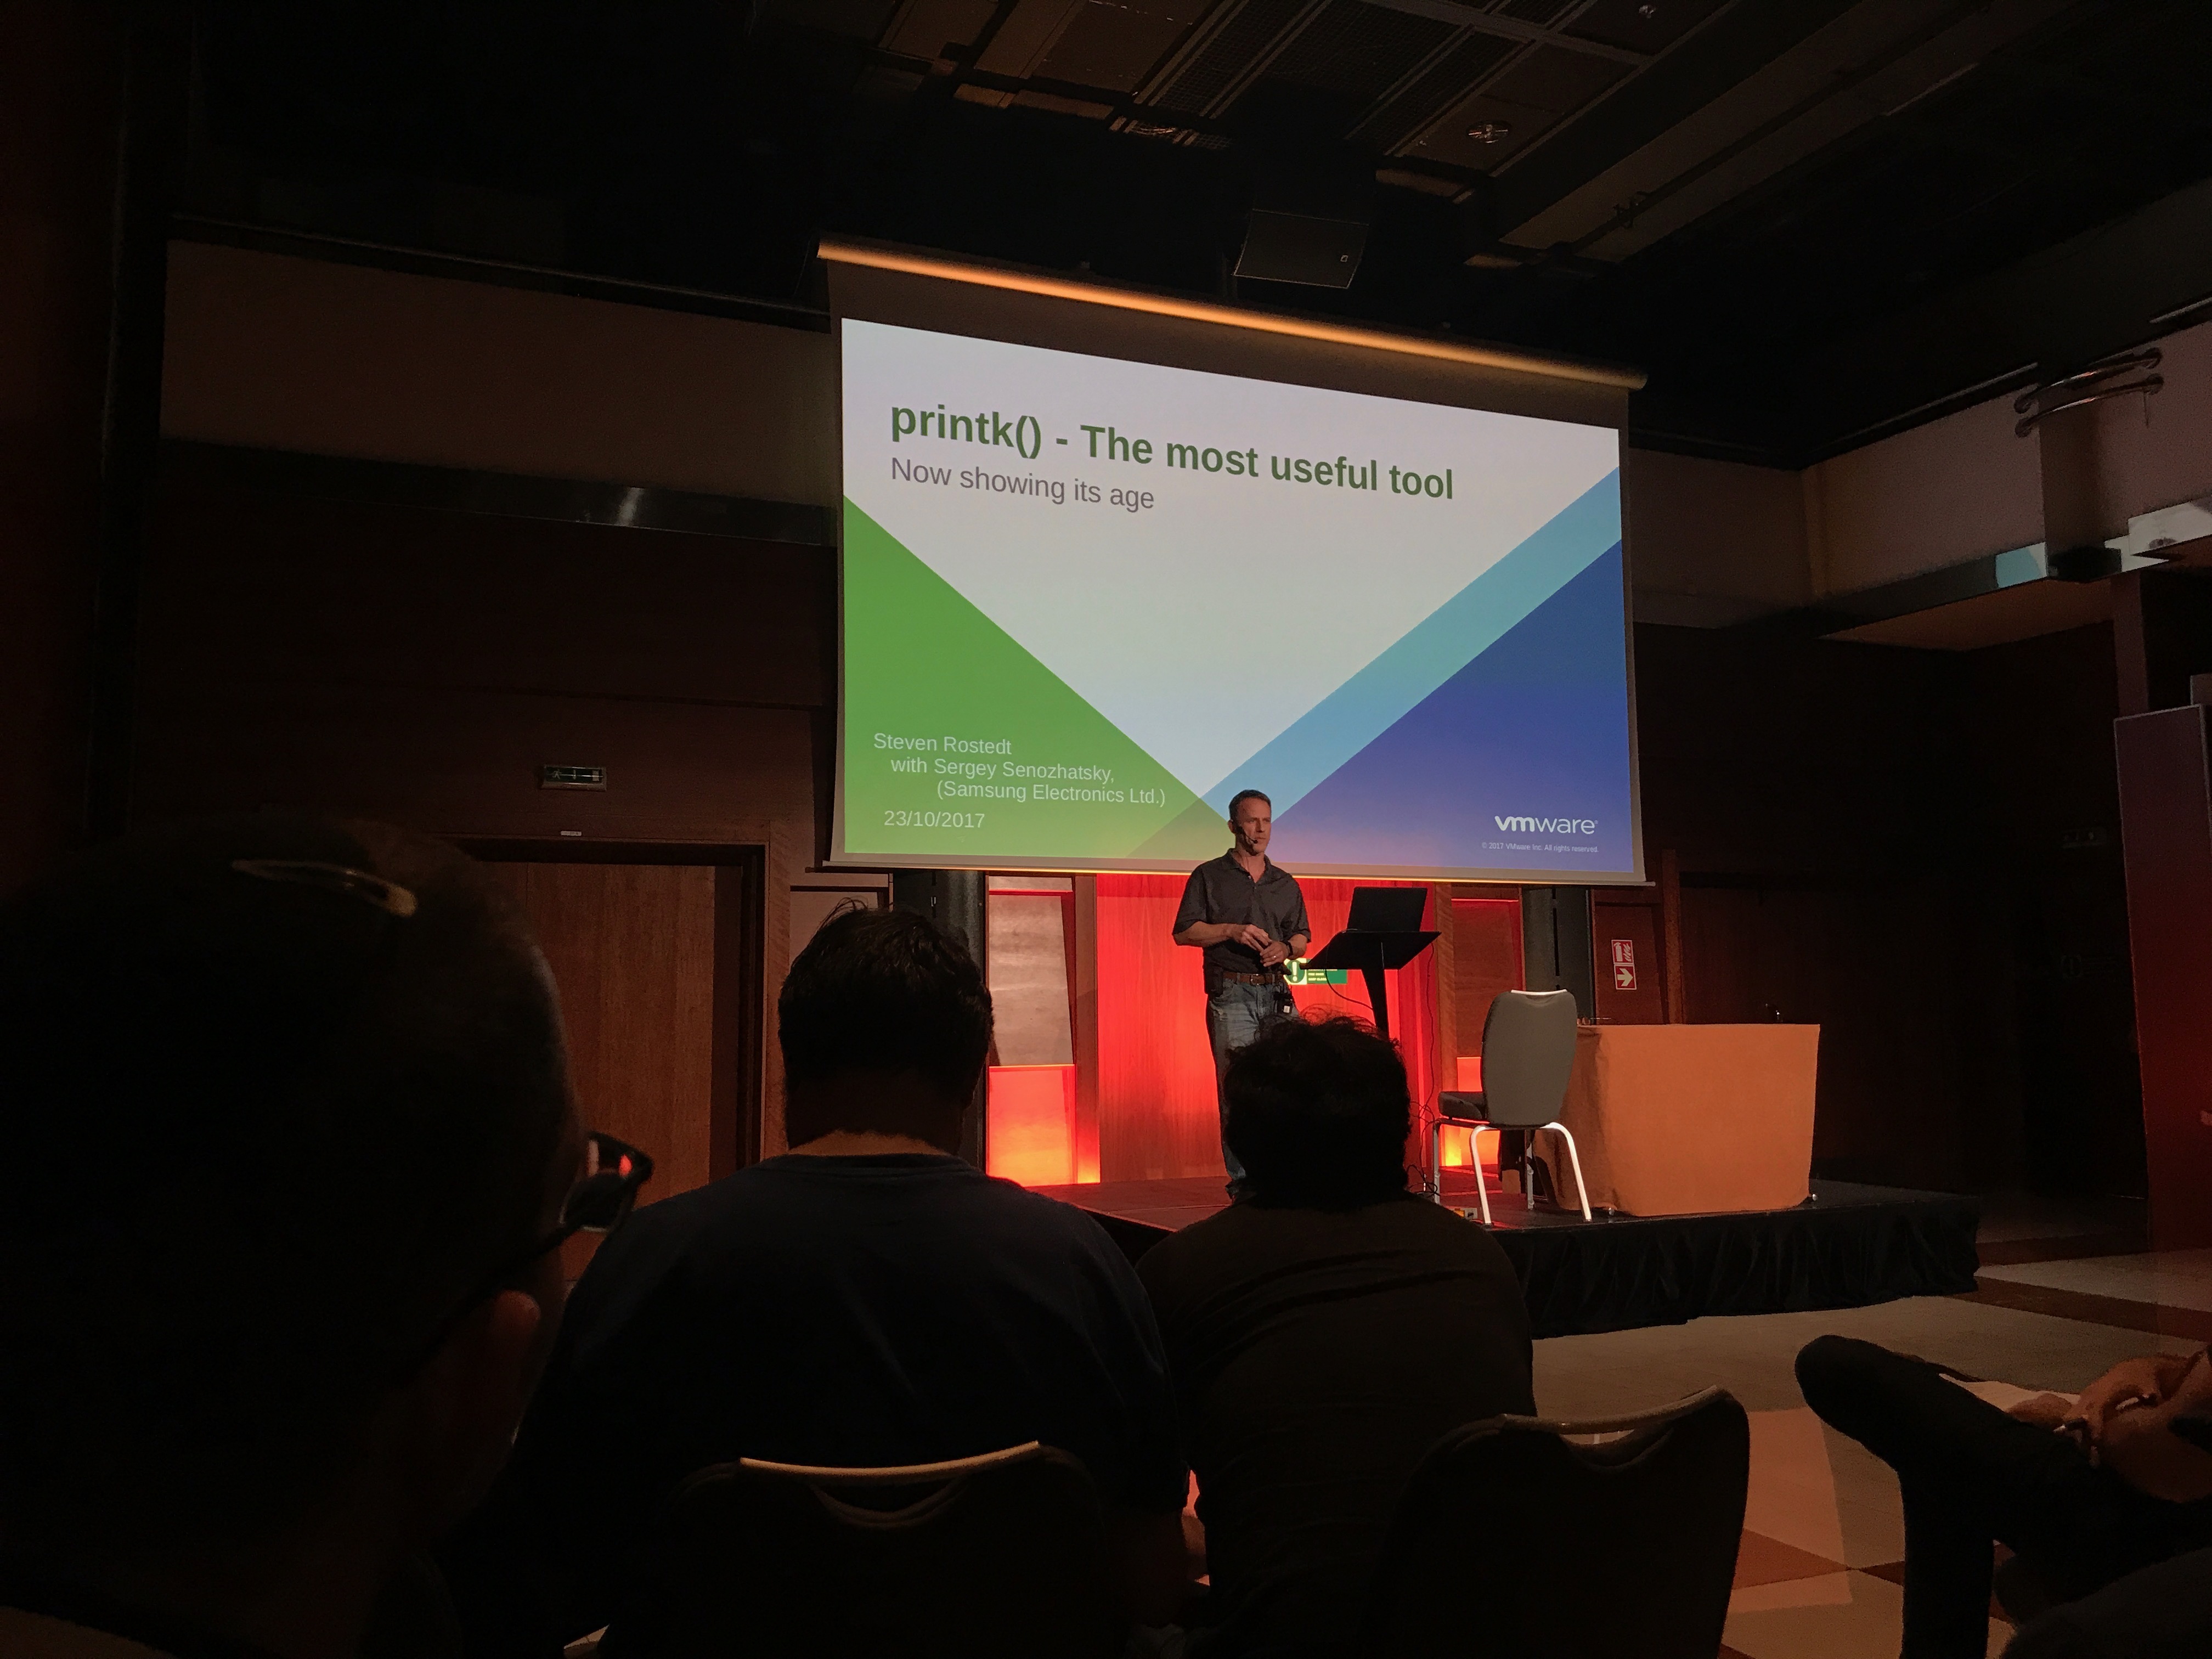 printk() - The most useful tool
Now showing its age
Steven Rostedt
with Sergey Senozhatsky,
(Samsung Electronics Ltd.)
23/10/2017
vmware
© 2017 VMware Inc. All rights reserved.